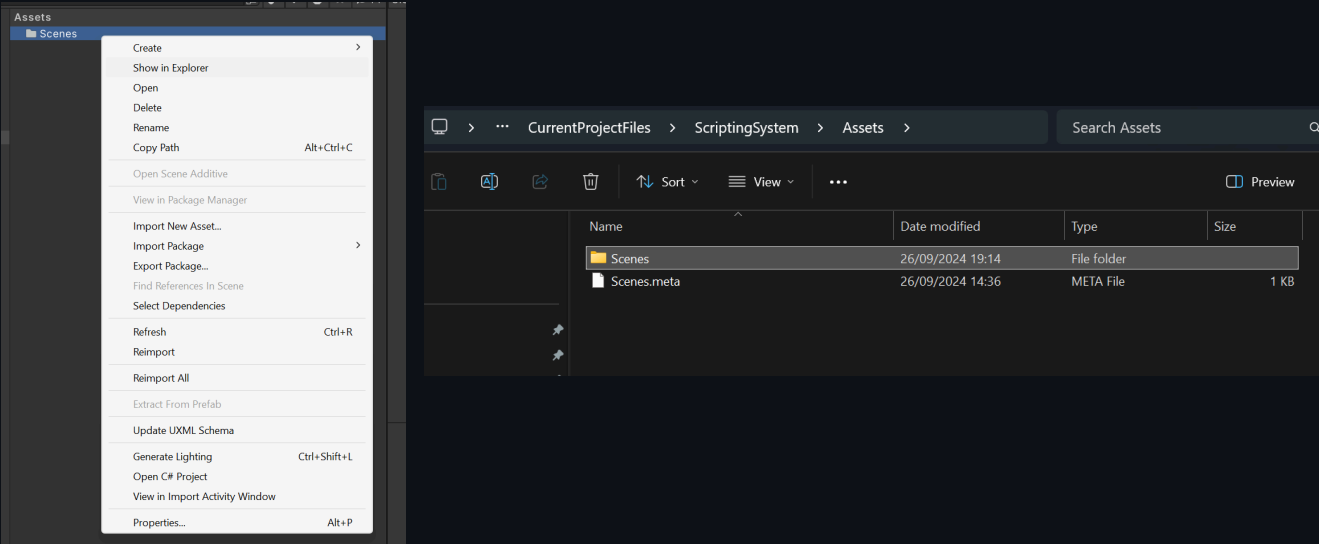 Assets
Scenes
Create
Show in Explorer
Open
Delete
Rename
Copy Path Alt+Ctrl+C
Open Scene Additive
View in Package Manager
Import New Asset...
Import Package
Export Package...
Find References In Scene
Select Dependencies
Refresh Ctrl+R
Reimport
Reimport All
Extract From Prefab
Update UXML Schema
Generate Lighting Ctrl+Shift+L
Open C# Project
View in Import Activity Window
Properties... Alt+P
> ... CurrentProjectFiles > ScriptingSystem > Assets > Search Assets
Sort View ... Preview
Name Date modified Type Size
Scenes 26/09/2024 19:14 File folder
Scenes.meta 26/09/2024 14:36 META File 1 KB